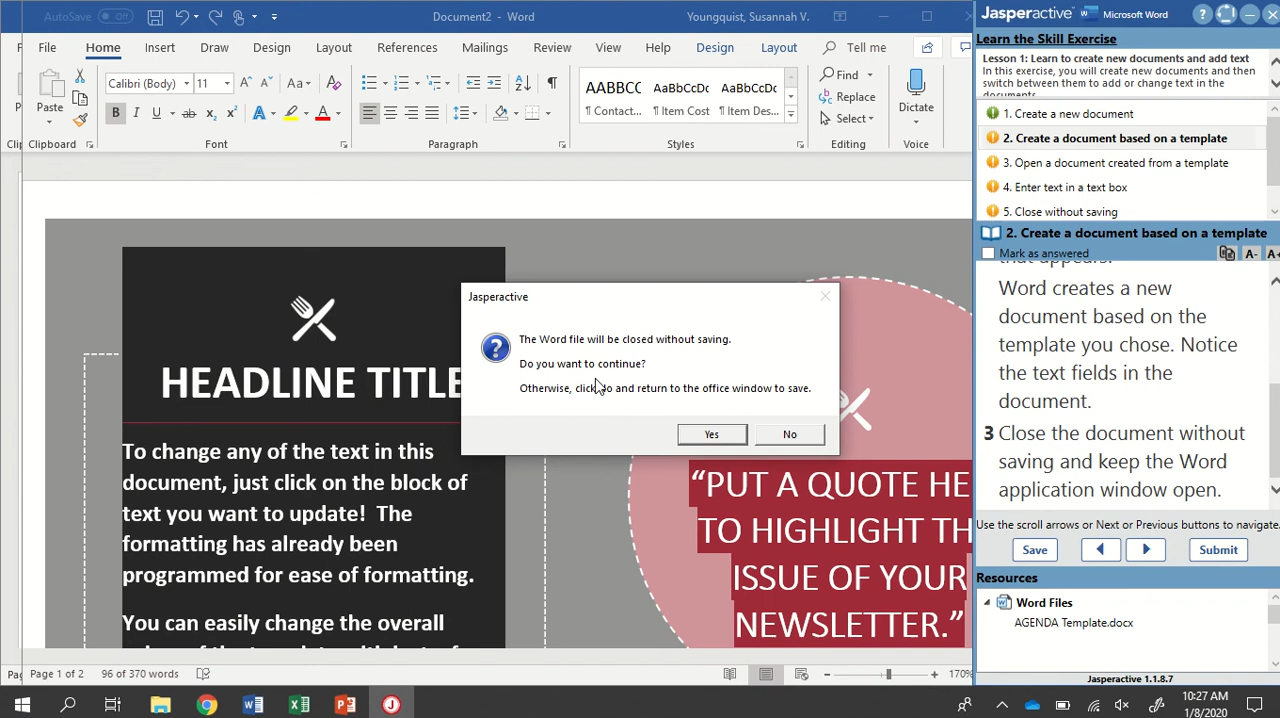 AutoSave Off Document2 - Word Youngquist, Susannah V.
File Home Insert Draw Design Layout References Mailings Review View Help Design Layout Tell me
Paste Calibri (Body) 11 Aa B I U ab x₂ x² A A AABBCC AaBbCcDc AaBbCcDc Find Dictate
¶ Contact... ¶ Item Cost ¶ Item Des... Replace
Select
Clipboard Clipboard Font Paragraph Styles Editing Voice
HEADLINE TITLE
To change any of the text in this
document, just click on the block of
text you want to update! The
formatting has already been
programmed for ease of formatting.
You can easily change the overall
"PUT A QUOTE HE
TO HIGHLIGHT TH
ISSUE OF YOUR
NEWSLETTER."
Jasperactive
The Word file will be closed without saving.
Do you want to continue?
Otherwise, click and return to the office window to save.
Yes No
Page 1 of 2 96 of 370 words 170%
Jasperactive Microsoft Word
Learn the Skill Exercise
Lesson 1: Learn to create new documents and add text
In this exercise, you will create new documents and then
switch between them to add or change text in the
documents
1. Create a new document
2. Create a document based on a template
3. Open a document created from a template
4. Enter text in a text box
5. Close without saving
2. Create a document based on a template
Mark as answered A- A+
that appears.
Word creates a new
document based on the
template you chose. Notice
the text fields in the
document.
3 Close the document without
saving and keep the Word
application window open.
Use the scroll arrows or Next or Previous buttons to navigate.
Save Submit
Resources
Word Files
AGENDA Template.docx
Jasperactive 1.1.8.7
10:27 AM
1/8/2020